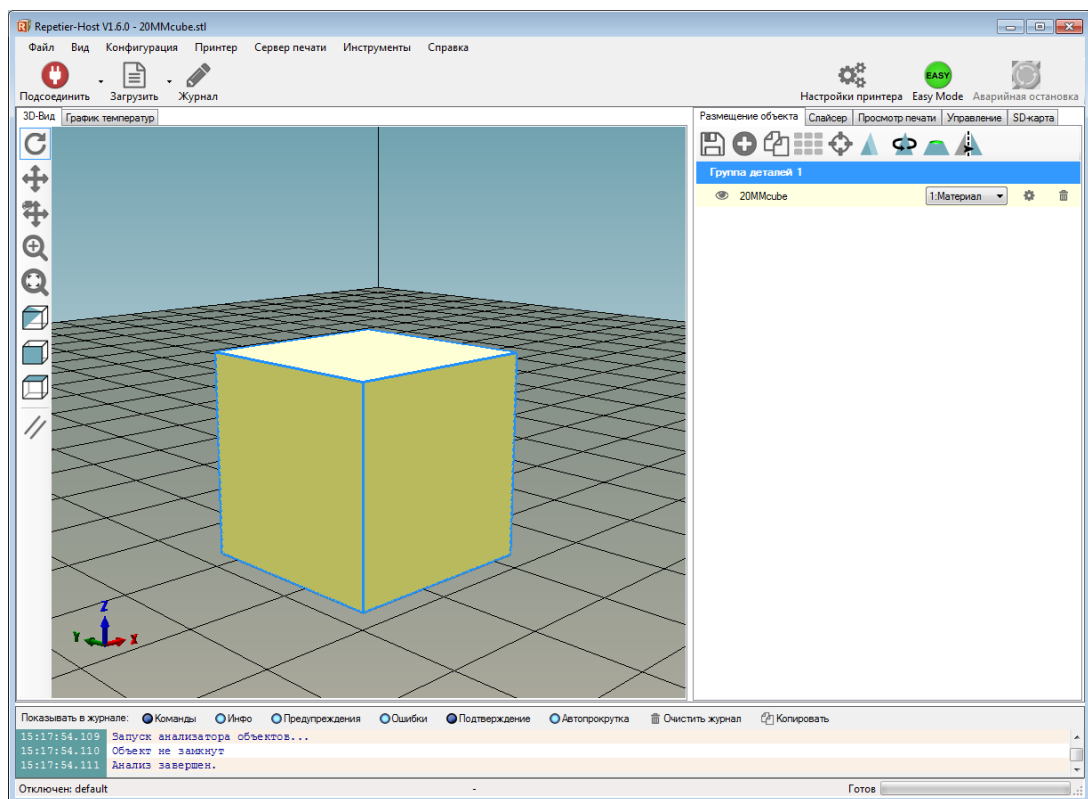 Repetier-Host V1.6.0 - 20MMcube.stl
Файл Вид Конфигурация Принтер Сервер печати Инструменты Справка
Подсоединить Загрузить Журнал Настройки принтера EASY Easy Mode Аварийная остановка
3D-Вид График температур Размещение объекта Слайсер Просмотр печати Управление SD-карта
Группа деталей 1
20MMcube 1:Материал
Z
Y X
Показывать в журнале: Команды Инфо Предупреждения Ошибки Подтверждение Автопрокрутка Очистить журнал Копировать
15:17:54.109 Запуск анализатора объектов...
15:17:54.110 Объект не замкнут
15:17:54.111 Анализ завершен.
Отключен: default - Готов